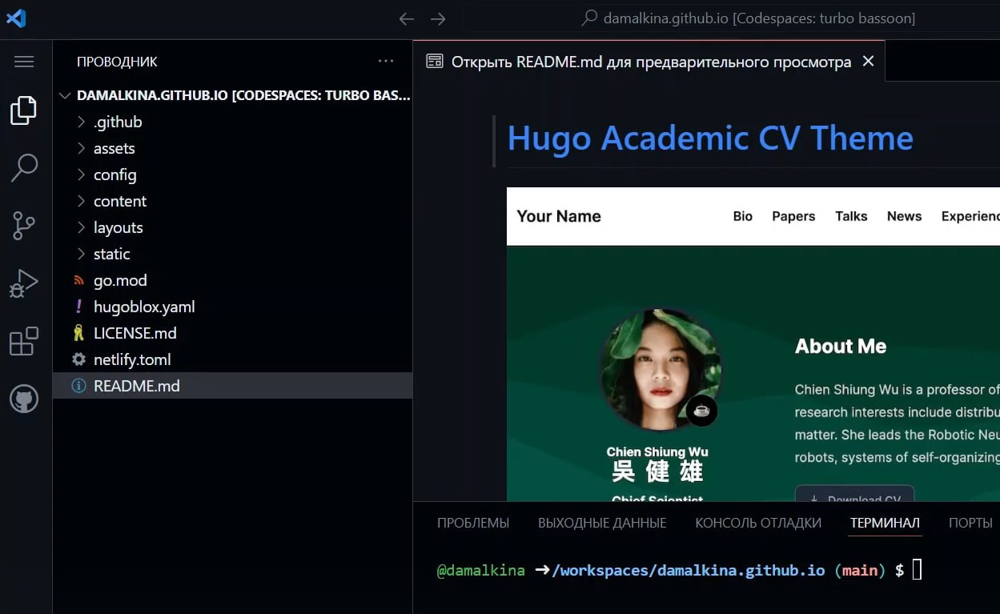 damalkina.github.io [Codespaces: turbo bassoon]
ПРОВОДНИК
DAMALKINA.GITHUB.IO [CODESPACES: TURBO BAS...
.github
assets
config
content
layouts
static
go.mod
hugoblox.yaml
LICENSE.md
netlify.toml
README.md
Открыть README.md для предварительного просмотра
Hugo Academic CV Theme
Your Name Bio Papers Talks News Experienc
About Me
Chien Shiung Wu is a professor of
research interests include distribu
matter. She leads the Robotic Neu
robots, systems of self-organizing
Download CV
Chien Shiung Wu
吳健雄
Chief Scientist
ПРОБЛЕМЫ ВЫХОДНЫЕ ДАННЫЕ КОНСОЛЬ ОТЛАДКИ ТЕРМИНАЛ ПОРТЫ
@damalkina ➜/workspaces/damalkina.github.io (main) $